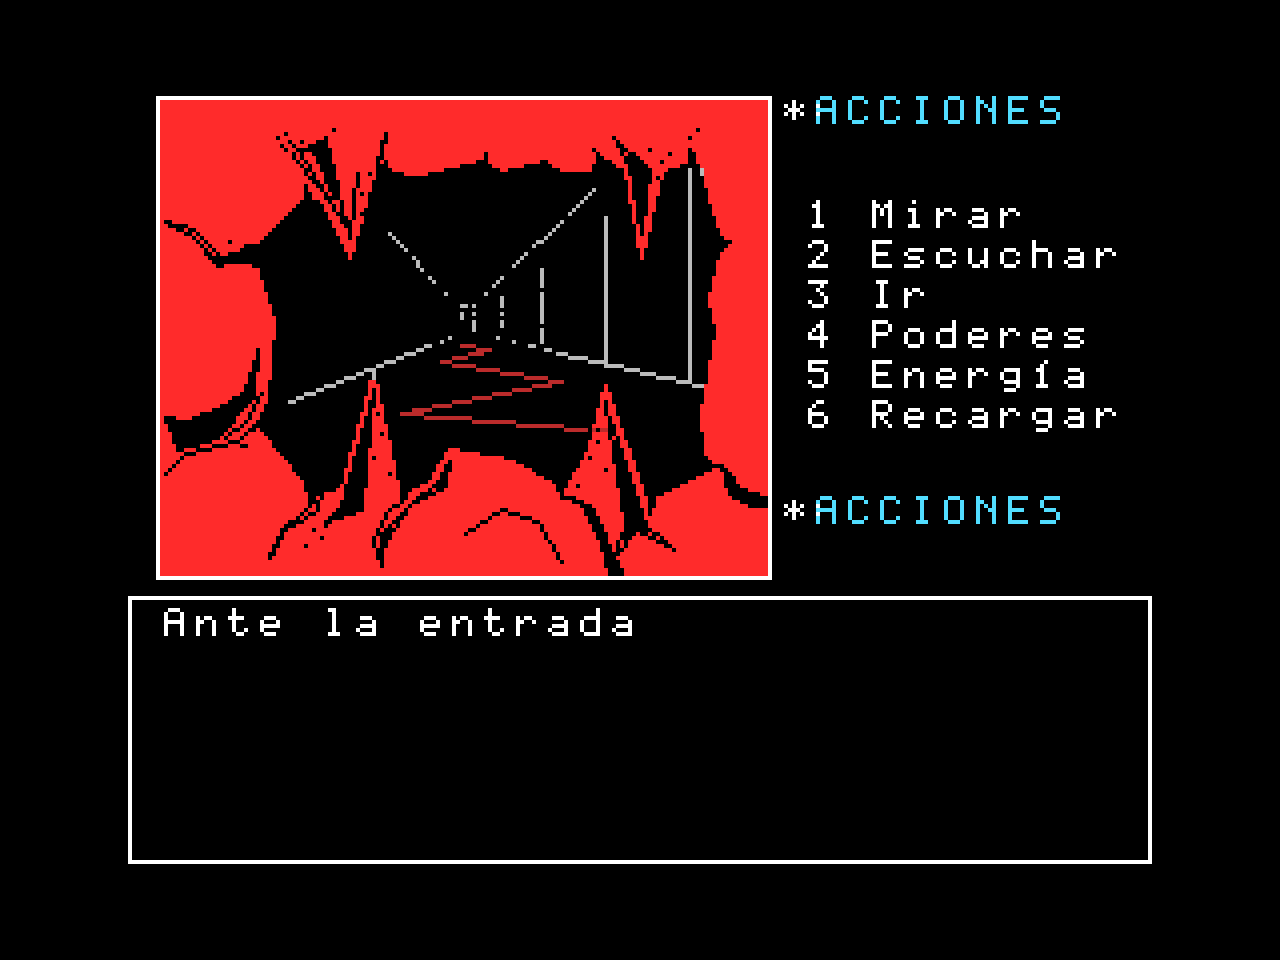 *ACCIONES
1 Mirar
2 Escuchar
3 Ir
4 Poderes
5 Energía
6 Recargar
*ACCIONES
Ante la entrada